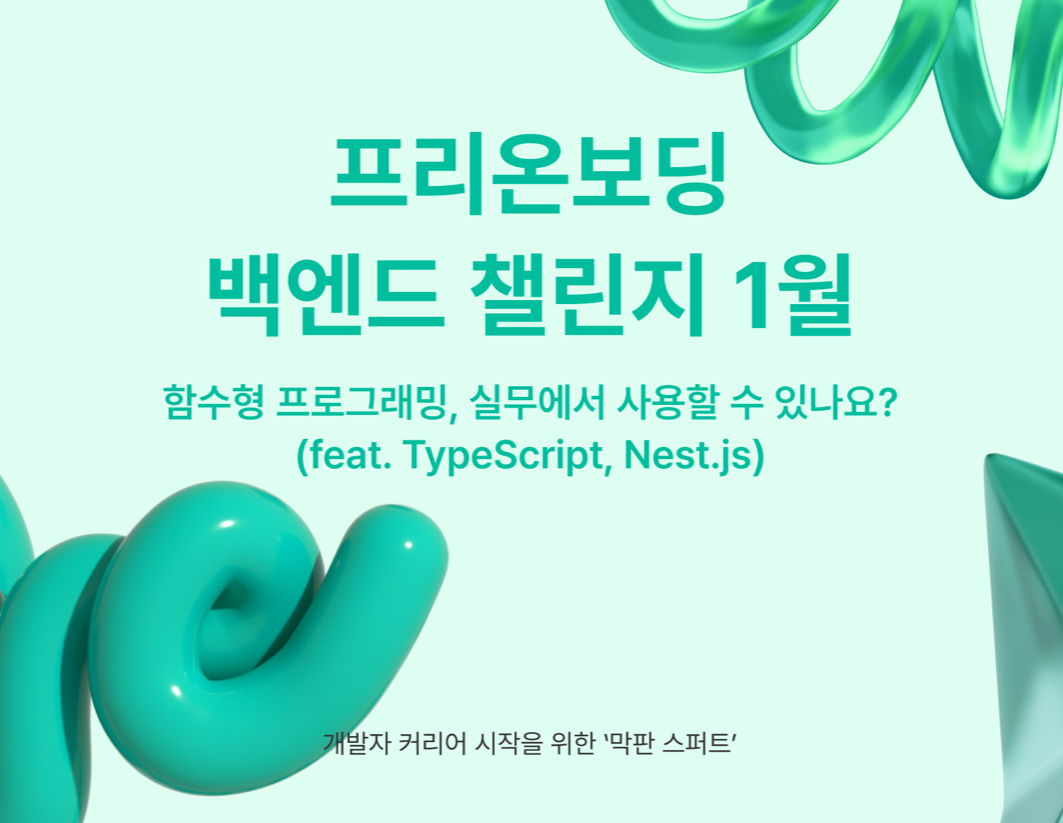 프리온보딩
백엔드 챌린지 1월
함수형 프로그래밍, 실무에서 사용할 수 있나요?
(feat. TypeScript, Nest.js)
개발자 커리어 시작을 위한 ‘막판 스퍼트’